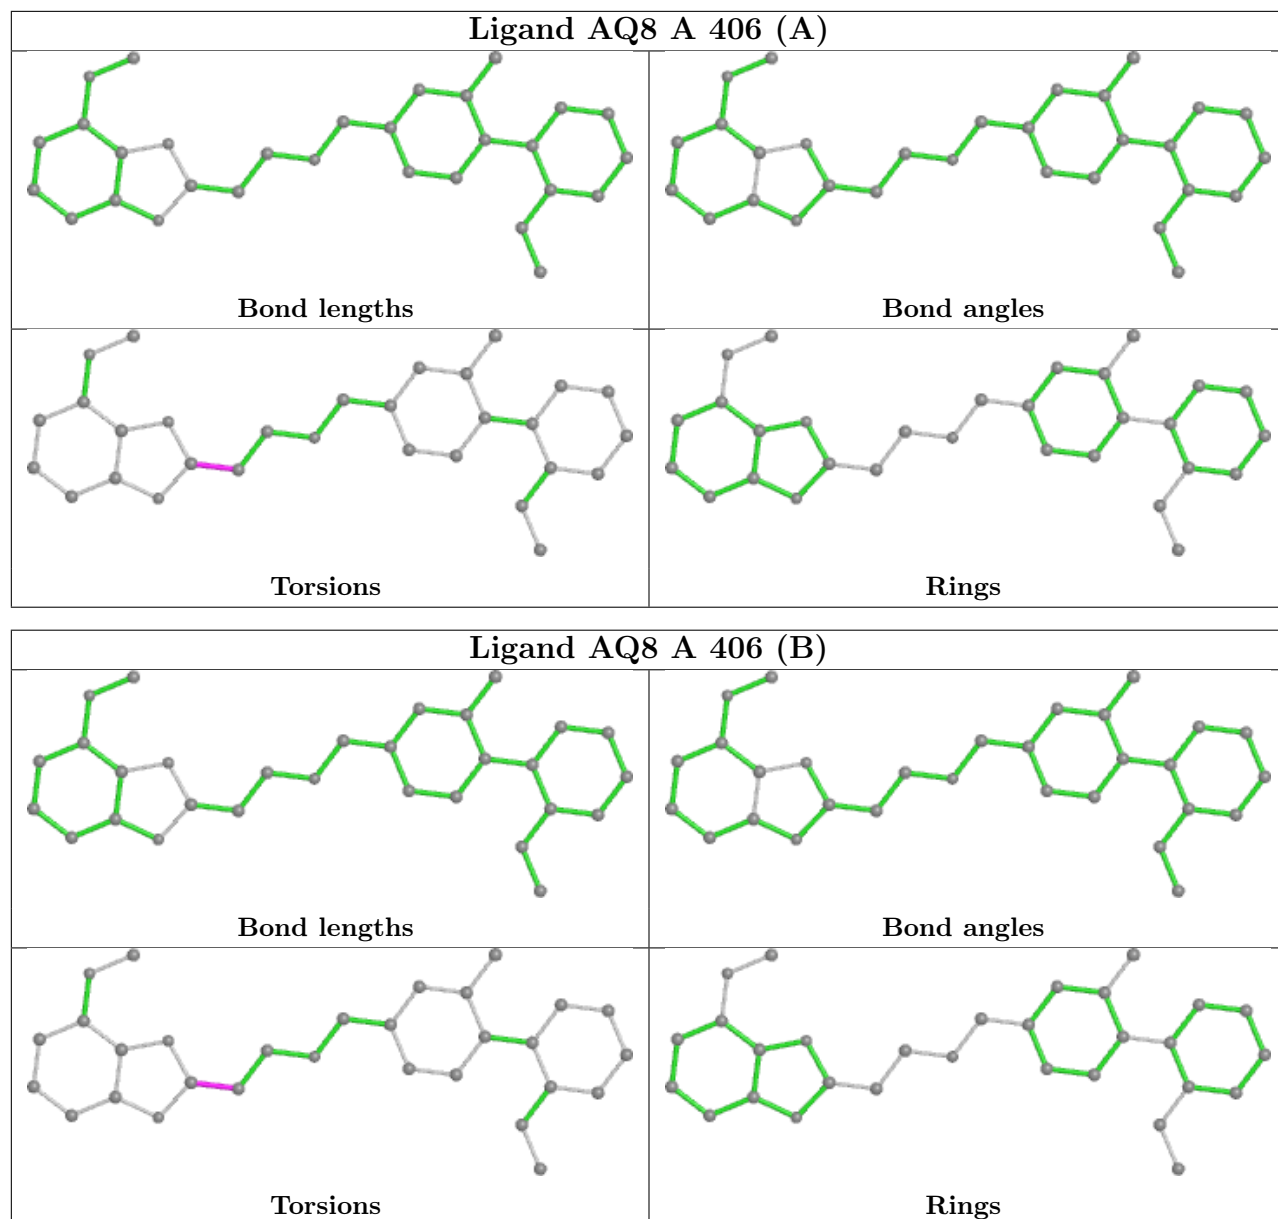 Ligand AQ8 A 406 (A)
Bond lengths
Bond angles
Torsions
Rings
Ligand AQ8 A 406 (B)
Bond lengths
Bond angles
Torsions
Rings